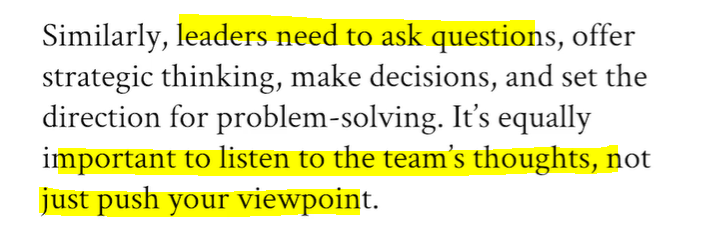 Similarly, leaders need to ask questions, offer
strategic thinking, make decisions, and set the
direction for problem-solving. It’s equally
important to listen to the team’s thoughts, not
just push your viewpoint.